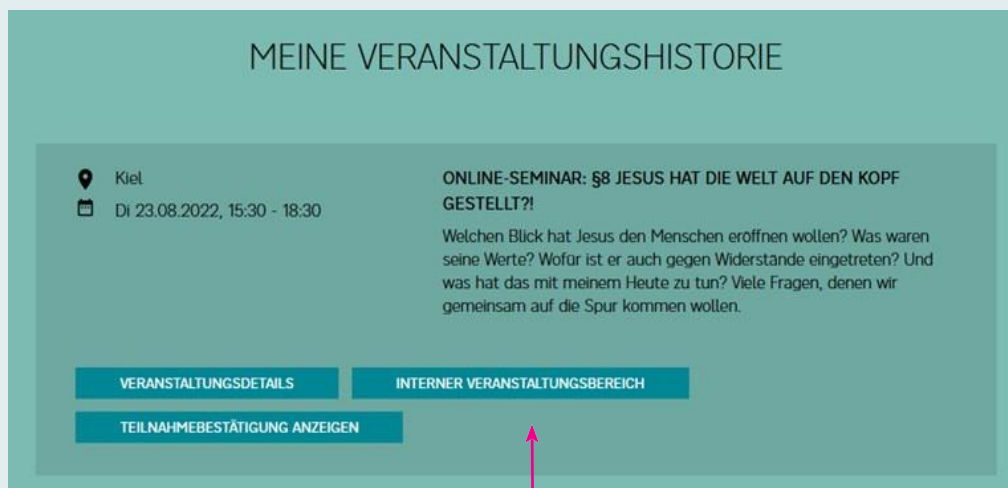 MEINE VERANSTALTUNGSHISTORIE
Kiel
Di 23.08.2022, 15:30 - 18:30
ONLINE-SEMINAR: §8 JESUS HAT DIE WELT AUF DEN KOPF
GESTELLT?!
Welchen Blick hat Jesus den Menschen eröffnen wollen? Was waren
seine Werte? Wofür ist er auch gegen Widerstände eingetreten? Und
was hat das mit meinem Heute zu tun? Viele Fragen, denen wir
gemeinsam auf die Spur kommen wollen.
VERANSTALTUNGSDETAILS
INTERNER VERANSTALTUNGSBEREICH
TEILNAHMEBESTÄTIGUNG ANZEIGEN